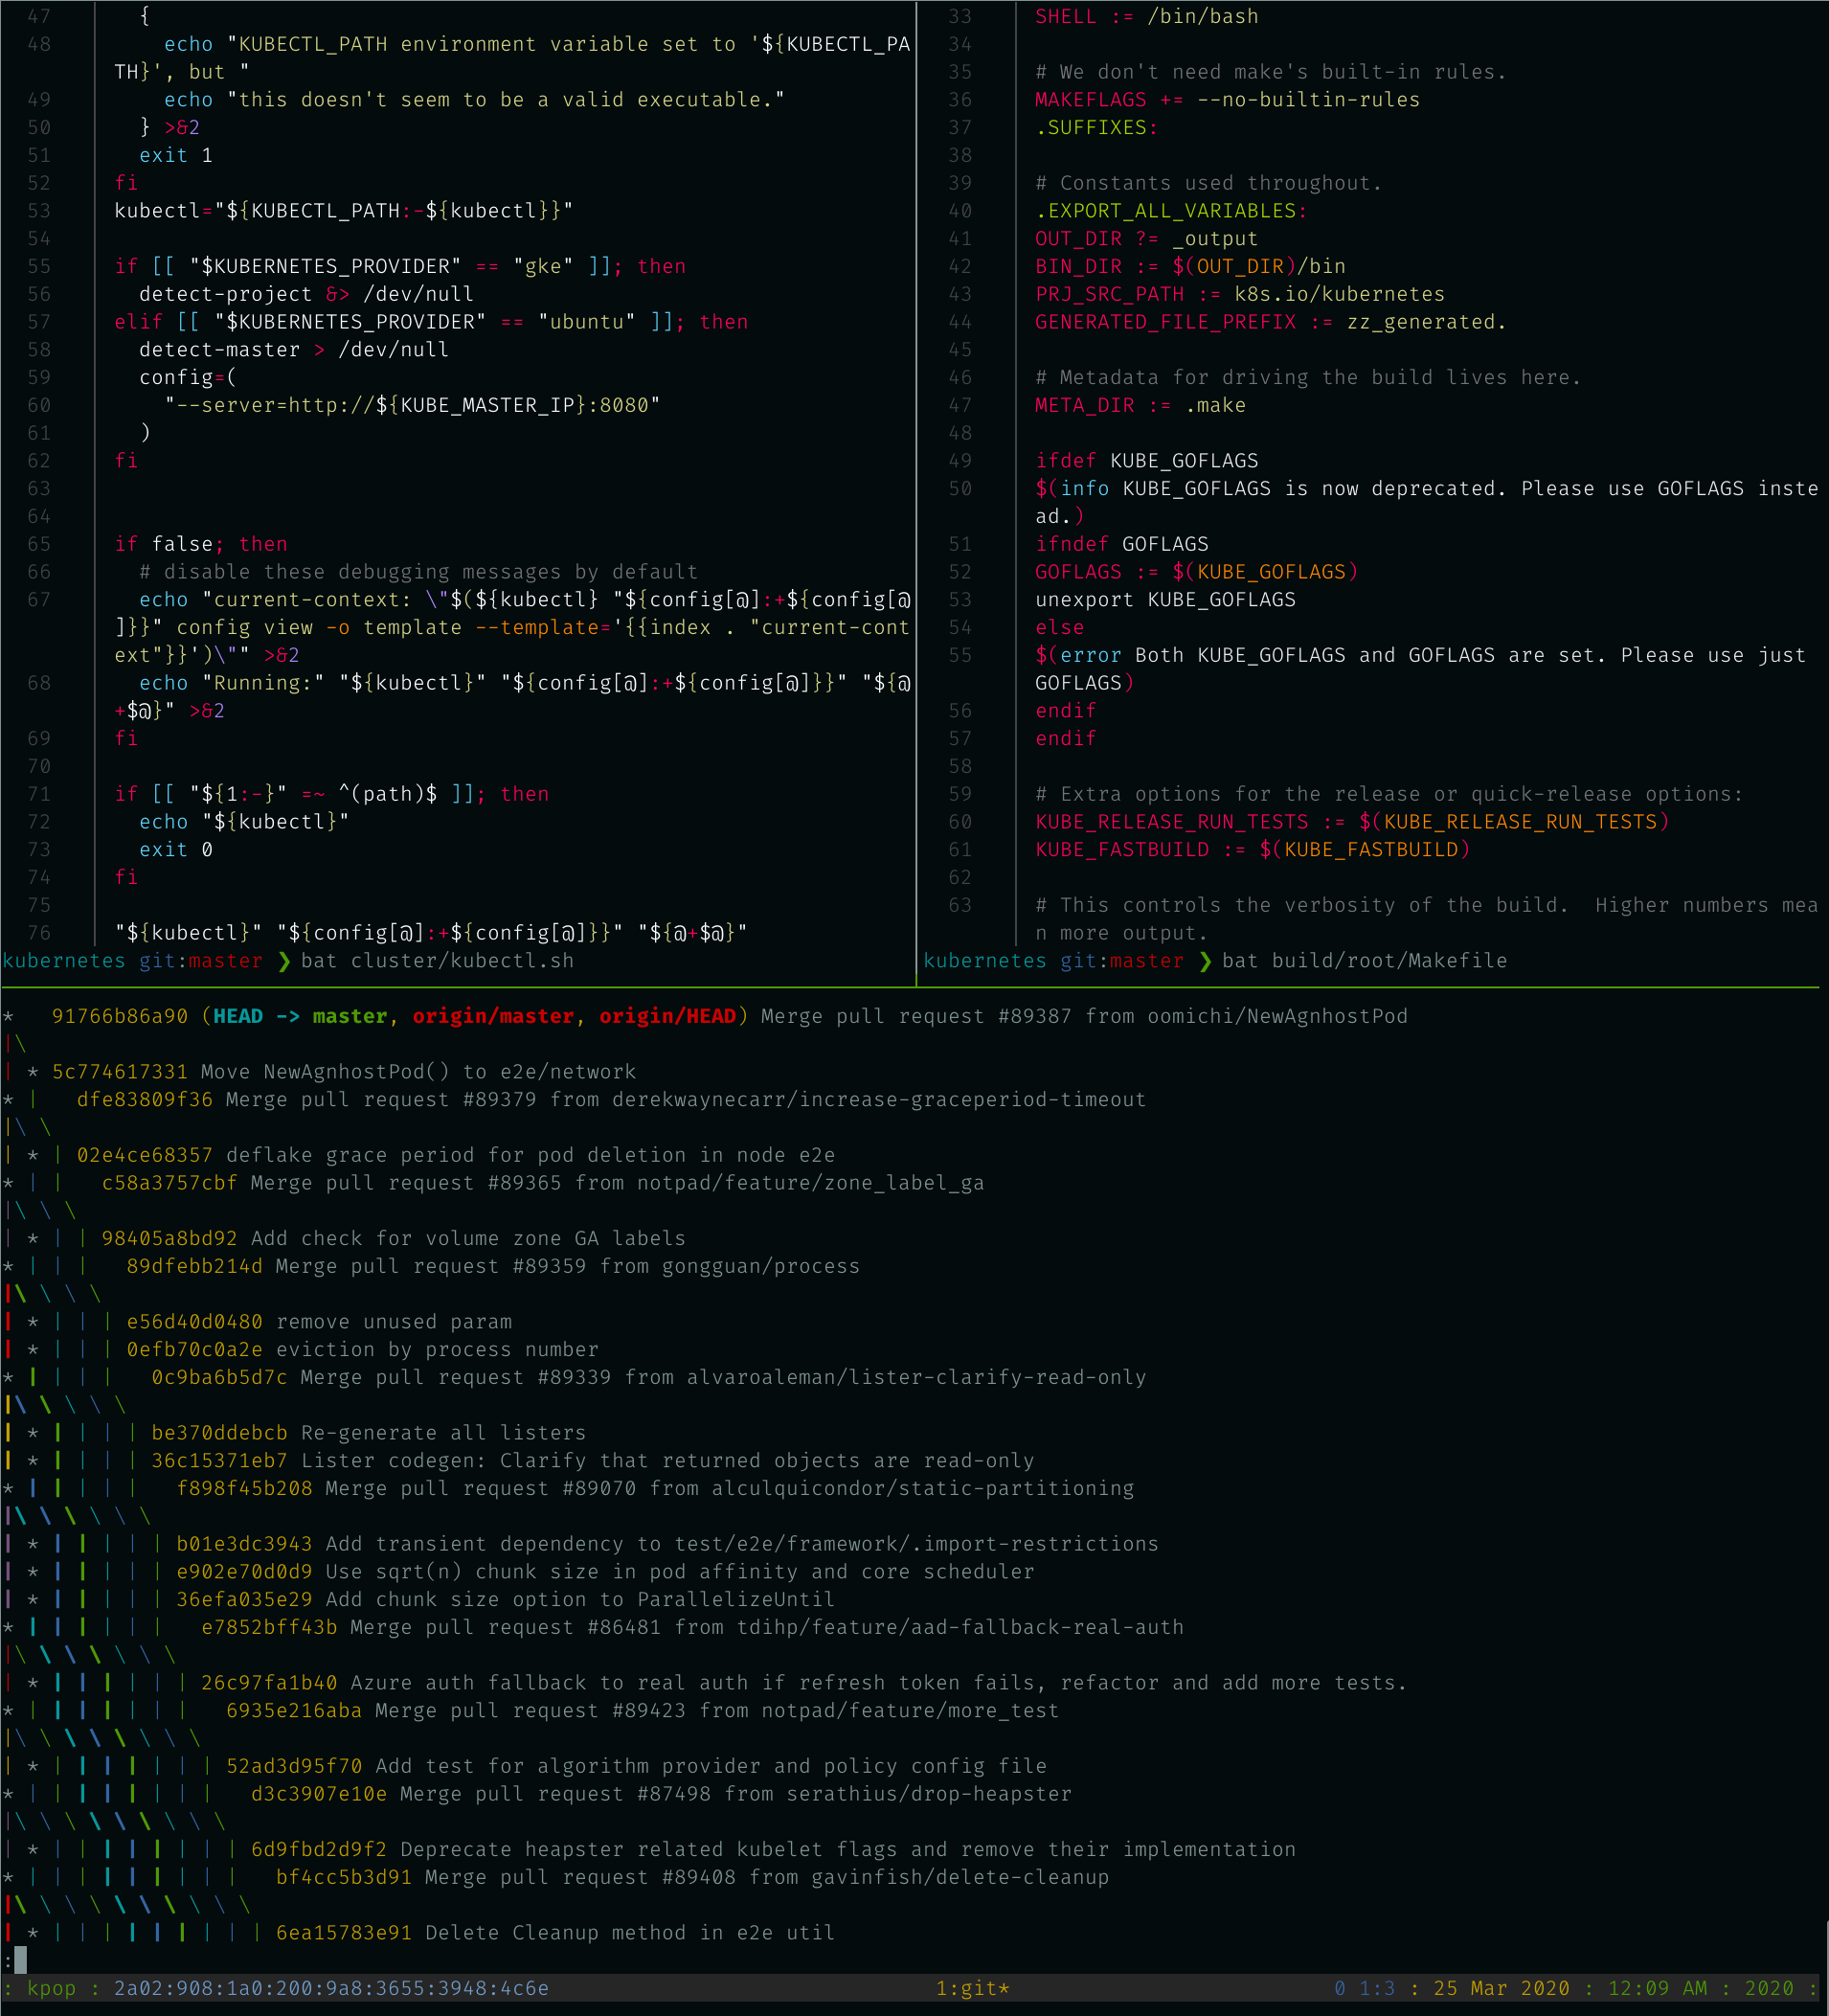 47 {
48 echo "KUBECTL_PATH environment variable set to '${KUBECTL_PA
TH}', but "
49 echo "this doesn't seem to be a valid executable."
50 } >&2
51 exit 1
52 fi
53 kubectl="${KUBECTL_PATH:-${kubectl}}"
54
55 if [[ "$KUBERNETES_PROVIDER" == "gke" ]]; then
56 detect-project &> /dev/null
57 elif [[ "$KUBERNETES_PROVIDER" == "ubuntu" ]]; then
58 detect-master > /dev/null
59 config=(
60 "--server=http://${KUBE_MASTER_IP}:8080"
61 )
62 fi
63
64
65 if false; then
66 # disable these debugging messages by default
67 echo "current-context: \"$(${kubectl} "${config[@]:+${config[@
]}}" config view -o template --template='{{index . "current-cont
ext"}}')\"" >&2
68 echo "Running:" "${kubectl}" "${config[@]:+${config[@]}}" "${@
+$@}" >&2
69 fi
70
71 if [[ "${1:-}" =~ ^(path)$ ]]; then
72 echo "${kubectl}"
73 exit 0
74 fi
75
76 "${kubectl}" "${config[@]:+${config[@]}}" "${@+$@}"
kubernetes git:master ❯ bat cluster/kubectl.sh
33 SHELL := /bin/bash
34
35 # We don't need make's built-in rules.
36 MAKEFLAGS += --no-builtin-rules
37 .SUFFIXES:
38
39 # Constants used throughout.
40 .EXPORT_ALL_VARIABLES:
41 OUT_DIR ?= _output
42 BIN_DIR := $(OUT_DIR)/bin
43 PRJ_SRC_PATH := k8s.io/kubernetes
44 GENERATED_FILE_PREFIX := zz_generated.
45
46 # Metadata for driving the build lives here.
47 META_DIR := .make
48
49 ifdef KUBE_GOFLAGS
50 $(info KUBE_GOFLAGS is now deprecated. Please use GOFLAGS inste
ad.)
51 ifndef GOFLAGS
52 GOFLAGS := $(KUBE_GOFLAGS)
53 unexport KUBE_GOFLAGS
54 else
55 $(error Both KUBE_GOFLAGS and GOFLAGS are set. Please use just
GOFLAGS)
56 endif
57 endif
58
59 # Extra options for the release or quick-release options:
60 KUBE_RELEASE_RUN_TESTS := $(KUBE_RELEASE_RUN_TESTS)
61 KUBE_FASTBUILD := $(KUBE_FASTBUILD)
62
63 # This controls the verbosity of the build.  Higher numbers mea
n more output.
kubernetes git:master ❯ bat build/root/Makefile
*   91766b86a90 (HEAD -> master, origin/master, origin/HEAD) Merge pull request #89387 from oomichi/NewAgnhostPod
|\
| * 5c774617331 Move NewAgnhostPod() to e2e/network
* |   dfe83809f36 Merge pull request #89379 from derekwaynecarr/increase-graceperiod-timeout
|\ \
| * | 02e4ce68357 deflake grace period for pod deletion in node e2e
* | |   c58a3757cbf Merge pull request #89365 from notpad/feature/zone_label_ga
|\ \ \
| * | | 98405a8bd92 Add check for volume zone GA labels
* | | |   89dfebb214d Merge pull request #89359 from gongguan/process
|\ \ \ \
| * | | | e56d40d0480 remove unused param
| * | | | 0efb70c0a2e eviction by process number
* | | | |   0c9ba6b5d7c Merge pull request #89339 from alvaroaleman/lister-clarify-read-only
|\ \ \ \ \
| * | | | | be370ddebcb Re-generate all listers
| * | | | | 36c15371eb7 Lister codegen: Clarify that returned objects are read-only
* | | | | |   f898f45b208 Merge pull request #89070 from alculquicondor/static-partitioning
|\ \ \ \ \ \
| * | | | | | b01e3dc3943 Add transient dependency to test/e2e/framework/.import-restrictions
| * | | | | | e902e70d0d9 Use sqrt(n) chunk size in pod affinity and core scheduler
| * | | | | | 36efa035e29 Add chunk size option to ParallelizeUntil
* | | | | | |   e7852bff43b Merge pull request #86481 from tdihp/feature/aad-fallback-real-auth
|\ \ \ \ \ \ \
| * | | | | | | 26c97fa1b40 Azure auth fallback to real auth if refresh token fails, refactor and add more tests.
* | | | | | | |   6935e216aba Merge pull request #89423 from notpad/feature/more_test
|\ \ \ \ \ \ \ \
| * | | | | | | | 52ad3d95f70 Add test for algorithm provider and policy config file
* | | | | | | | |   d3c3907e10e Merge pull request #87498 from serathius/drop-heapster
|\ \ \ \ \ \ \ \ \
| * | | | | | | | | 6d9fbd2d9f2 Deprecate heapster related kubelet flags and remove their implementation
* | | | | | | | | |   bf4cc5b3d91 Merge pull request #89408 from gavinfish/delete-cleanup
|\ \ \ \ \ \ \ \ \ \
| * | | | | | | | | | 6ea15783e91 Delete Cleanup method in e2e util
:
: kpop : 2a02:908:1a0:200:9a8:3655:3948:4c6e 1:git* 0 1:3 : 25 Mar 2020 : 12:09 AM : 2020 :